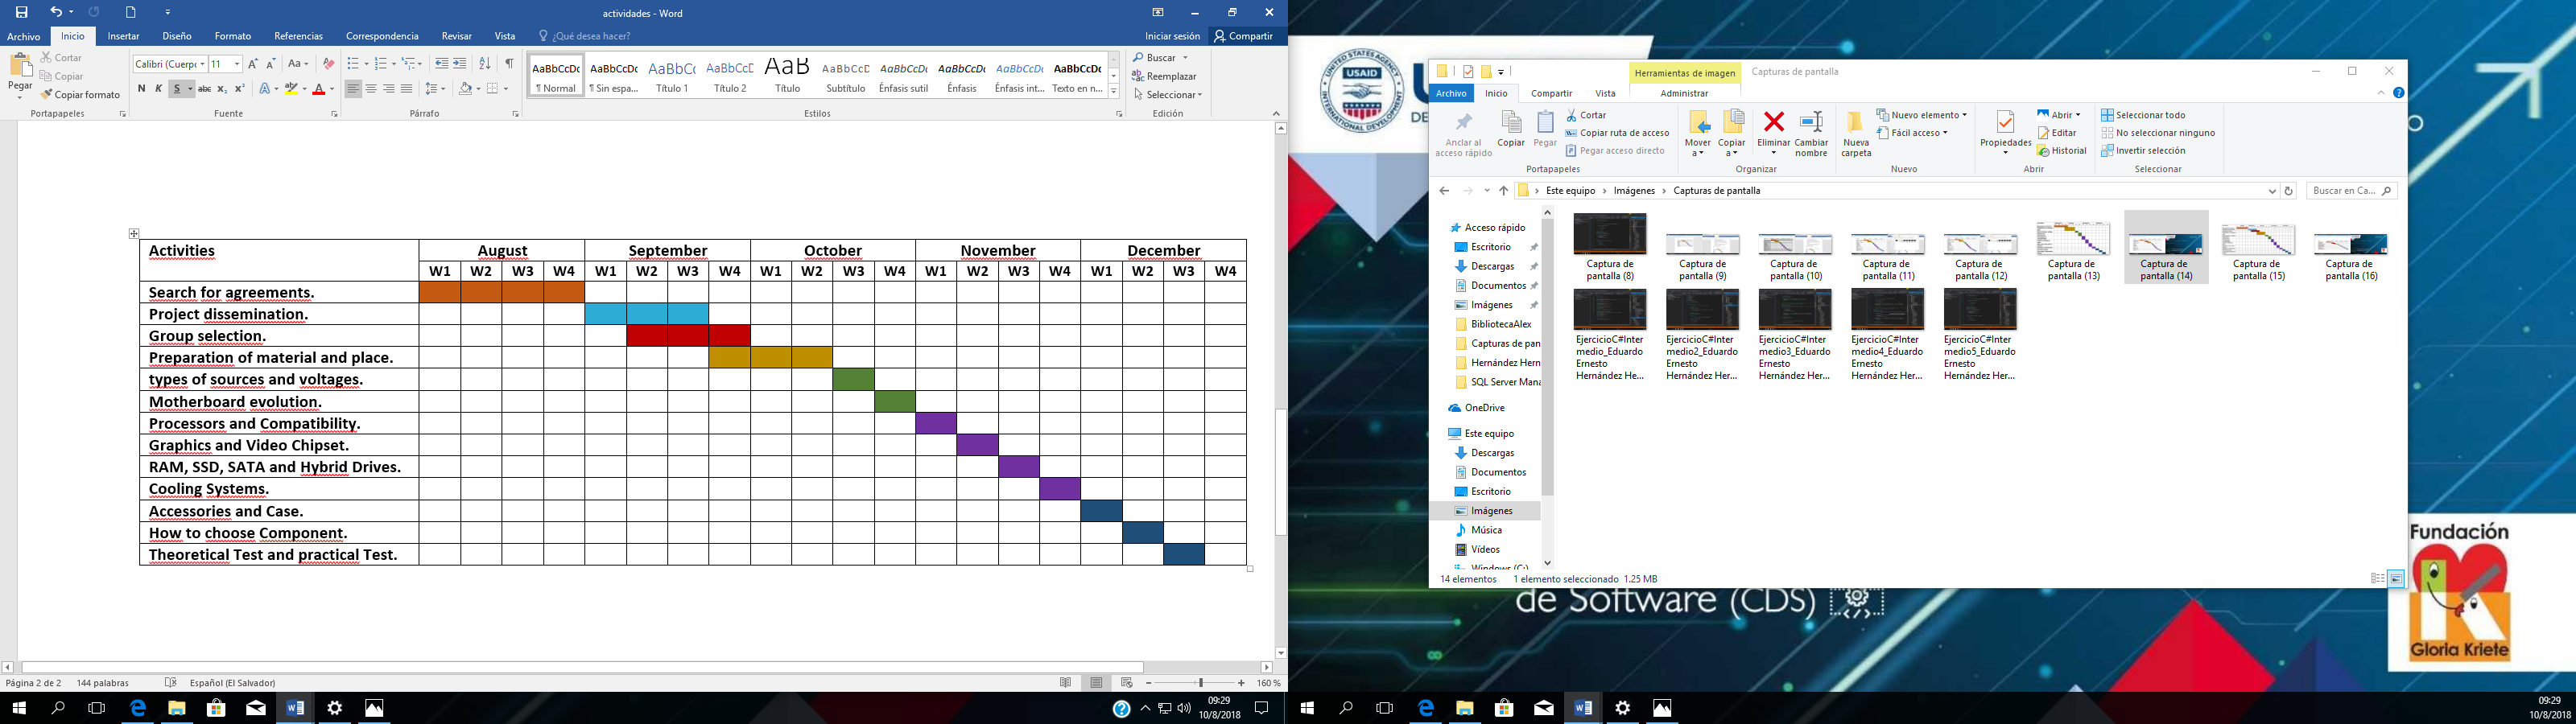 actividades - Word
Archivo Inicio Insertar Diseño Formato Referencias Correspondencia Revisar Vista ¿Qué desea hacer? Iniciar sesión Compartir
Pegar
Cortar
Copiar
Copiar formato
Calibri (Cuerpo 11
Aa
N K S abc x₂ x² A A
AaBbCcDc AaBbCcDc AaBbCc AaBbCcD AaB AaBbCcD AaBbCcDc AaBbCcDc AaBbCcDc AaBbCcDc
¶ Normal ¶ Sin espa... Título 1 Título 2 Título Subtítulo Énfasis sutil Énfasis Énfasis int... Texto en n...
Buscar
Reemplazar
Seleccionar
Portapapeles Fuente Párrafo Estilos Edición
Activities August September October November December
W1 W2 W3 W4 W1 W2 W3 W4 W1 W2 W3 W4 W1 W2 W3 W4 W1 W2 W3 W4
Search for agreements.
Project dissemination.
Group selection.
Preparation of material and place.
types of sources and voltages.
Motherboard evolution.
Processors and Compatibility.
Graphics and Video Chipset.
RAM, SSD, SATA and Hybrid Drives.
Cooling Systems.
Accessories and Case.
How to choose Component.
Theoretical Test and practical Test.
Página 2 de 2 144 palabras Español (El Salvador) 160 %
09:29
10/8/2018
UNITED STATES AGENCY
USAID
INTERNATIONAL DEVELOPMENT
U
DE
Herramientas de imagen Capturas de pantalla
Archivo Inicio Compartir Vista Administrar
Anclar al
acceso rápido
Copiar
Pegar
Cortar
Copiar ruta de acceso
Pegar acceso directo
Mover
a
Copiar
a
Eliminar
Cambiar
nombre
Nueva
carpeta
Nuevo elemento
Fácil acceso
Propiedades
Abrir
Editar
Historial
Seleccionar todo
No seleccionar ninguno
Invertir selección
Portapapeles Organizar Nuevo Abrir Seleccionar
Este equipo Imágenes Capturas de pantalla Buscar en Ca...
Acceso rápido
Escritorio
Descargas
Documentos
Imágenes
BibliotecaAlex
Capturas de pan
Hernández Hern
SQL Server Mana
OneDrive
Este equipo
Descargas
Documentos
Escritorio
Imágenes
Música
Vídeos
Windows (C:)
Captura de pantalla (8)
Captura de pantalla (9)
Captura de pantalla (10)
Captura de pantalla (11)
Captura de pantalla (12)
Captura de pantalla (13)
Captura de pantalla (14)
Captura de pantalla (15)
Captura de pantalla (16)
EjercicioC#Intermedio_Eduardo Ernesto Hernández He...
EjercicioC#Intermedio2_Eduardo Ernesto Hernández Her...
EjercicioC#Intermedio3_Eduardo Ernesto Hernández Her...
EjercicioC#Intermedio4_Eduardo Ernesto Hernández Her...
EjercicioC#Intermedio5_Eduardo Ernesto Hernández Her...
14 elementos 1 elemento seleccionado 1.25 MB
de Software (CDS)
Fundación
Gloria Kriete
09:29
10/8/2018